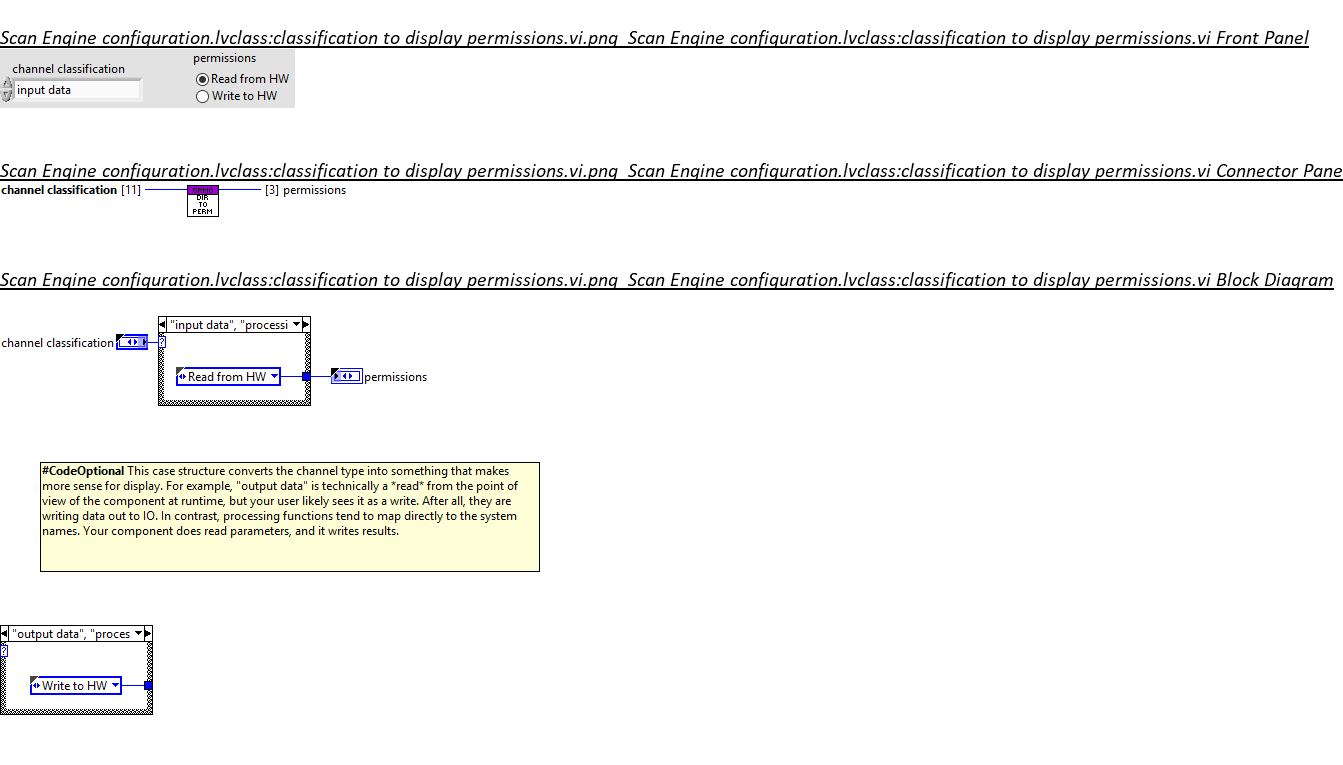 Scan Engine configuration.lvclass:classification to display permissions.vi.png Scan Engine configuration.lvclass:classification to display permissions.vi Front Panel
permissions
channel classification
Read from HW
input data
Write to HW
Scan Engine configuration.lvclass:classification to display permissions.vi.png Scan Engine configuration.lvclass:classification to display permissions.vi Connector Pane
channel classification [11]
[3] permissions
DIR
TO
PERM
Scan Engine configuration.lvclass:classification to display permissions.vi.png Scan Engine configuration.lvclass:classification to display permissions.vi Block Diagram
"input data", "processi
channel classification
?
Read from HW
permissions
#CodeOptional This case structure converts the channel type into something that makes
more sense for display. For example, "output data" is technically a *read* from the point of
view of the component at runtime, but your user likely sees it as a write. After all, they are
writing data out to IO. In contrast, processing functions tend to map directly to the system
names. Your component does read parameters, and it writes results.
"output data", "proces
?
Write to HW